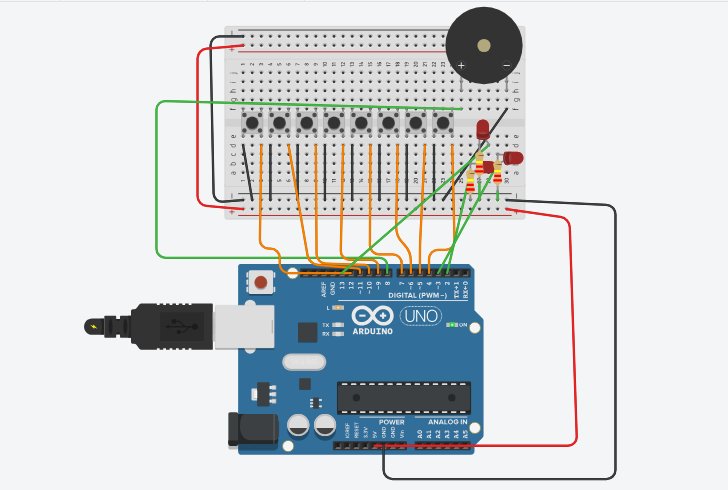 + −
j
i
h
g
f
e
d
c
b
a
AREF
GND
13
12
~11
~10
~9
8
7
~6
~5
4
~3
2
TX→1
RX←0
DIGITAL (PWM~)
L
TX
RX
ARDUINO
UNO
ON
POWER
ANALOG IN
IOREF
RESET
3.3V
5V
GND
GND
Vin
A0
A1
A2
A3
A4
A5